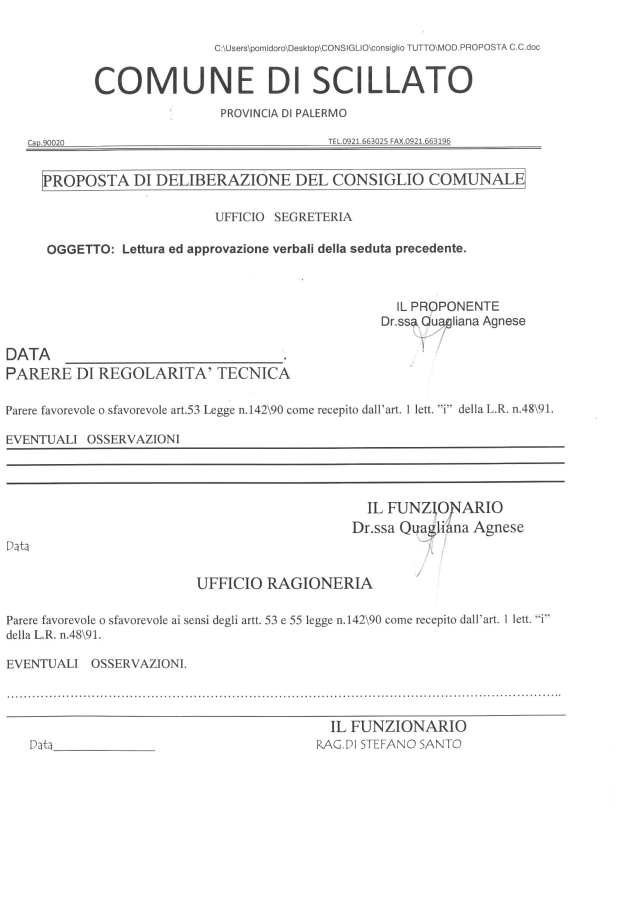 C:\Users\pomidoro\Desktop\CONSIGLIO\consiglio TUTTO\MOD.PROPOSTA C.C.doc
COMUNE DI SCILLATO
PROVINCIA DI PALERMO
Cap.90020 TEL.0921.663025 FAX.0921.663196
PROPOSTA DI DELIBERAZIONE DEL CONSIGLIO COMUNALE
UFFICIO SEGRETERIA
OGGETTO: Lettura ed approvazione verbali della seduta precedente.
IL PROPONENTE
Dr.ssa Quagliana Agnese
DATA ______________________.
PARERE DI REGOLARITA’ TECNICA
Parere favorevole o sfavorevole art.53 Legge n.142\90 come recepito dall’art. 1 lett. ”i” della L.R. n.48\91.
EVENTUALI OSSERVAZIONI
IL FUNZIONARIO
Dr.ssa Quagliana Agnese
Data
UFFICIO RAGIONERIA
Parere favorevole o sfavorevole ai sensi degli artt. 53 e 55 legge n.142\90 come recepito dall’art. 1 lett. “i”
della L.R. n.48\91.
EVENTUALI OSSERVAZIONI.
IL FUNZIONARIO
Data_______________ RAG.DI STEFANO SANTO